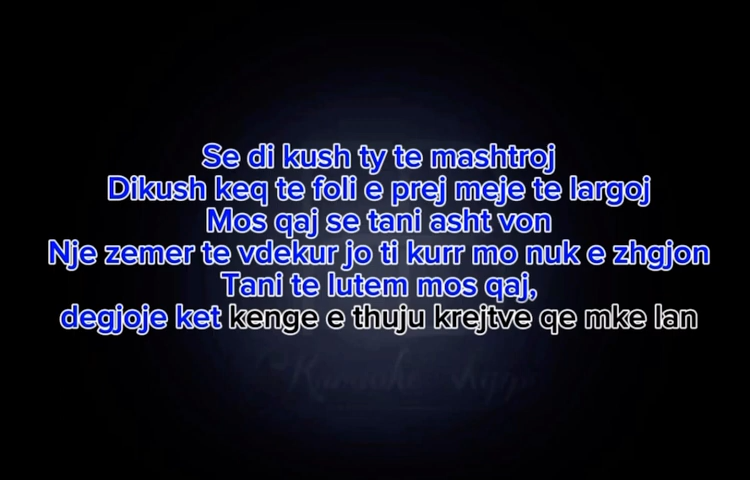 Se di kush ty te mashtroj
Dikush keq te foli e prej meje te largoj
Mos qaj se tani asht von
Nje zemer te vdekur jo ti kurr mo nuk e zhgjon
Tani te lutem mos qaj,
degjoje ket kenge e thuju krejtve qe mke lan
Karaoke